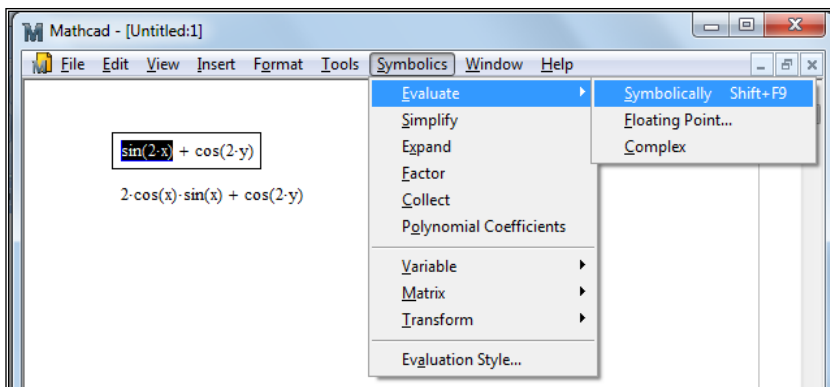 Mathcad - [Untitled:1]
File Edit View Insert Format Tools Symbolics Window Help
Evaluate
Symbolically Shift+F9
Simplify
Floating Point...
sin(2·x) + cos(2·y)
Expand
Complex
Factor
2·cos(x)·sin(x) + cos(2·y)
Collect
Polynomial Coefficients
Variable
Matrix
Transform
Evaluation Style...